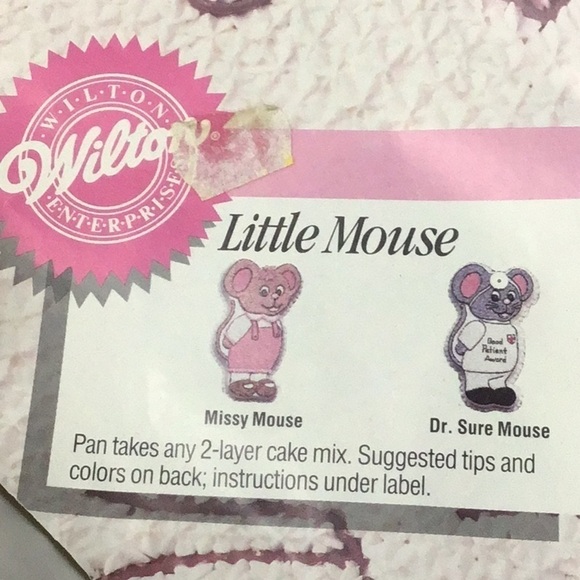 W·I·L·T·O·N
Wilton
E·N·T·E·R·P·R·I·S·E·S
Little Mouse
Good
Patient
Award
Missy Mouse
Dr. Sure Mouse
Pan takes any 2-layer cake mix. Suggested tips and
colors on back; instructions under label.